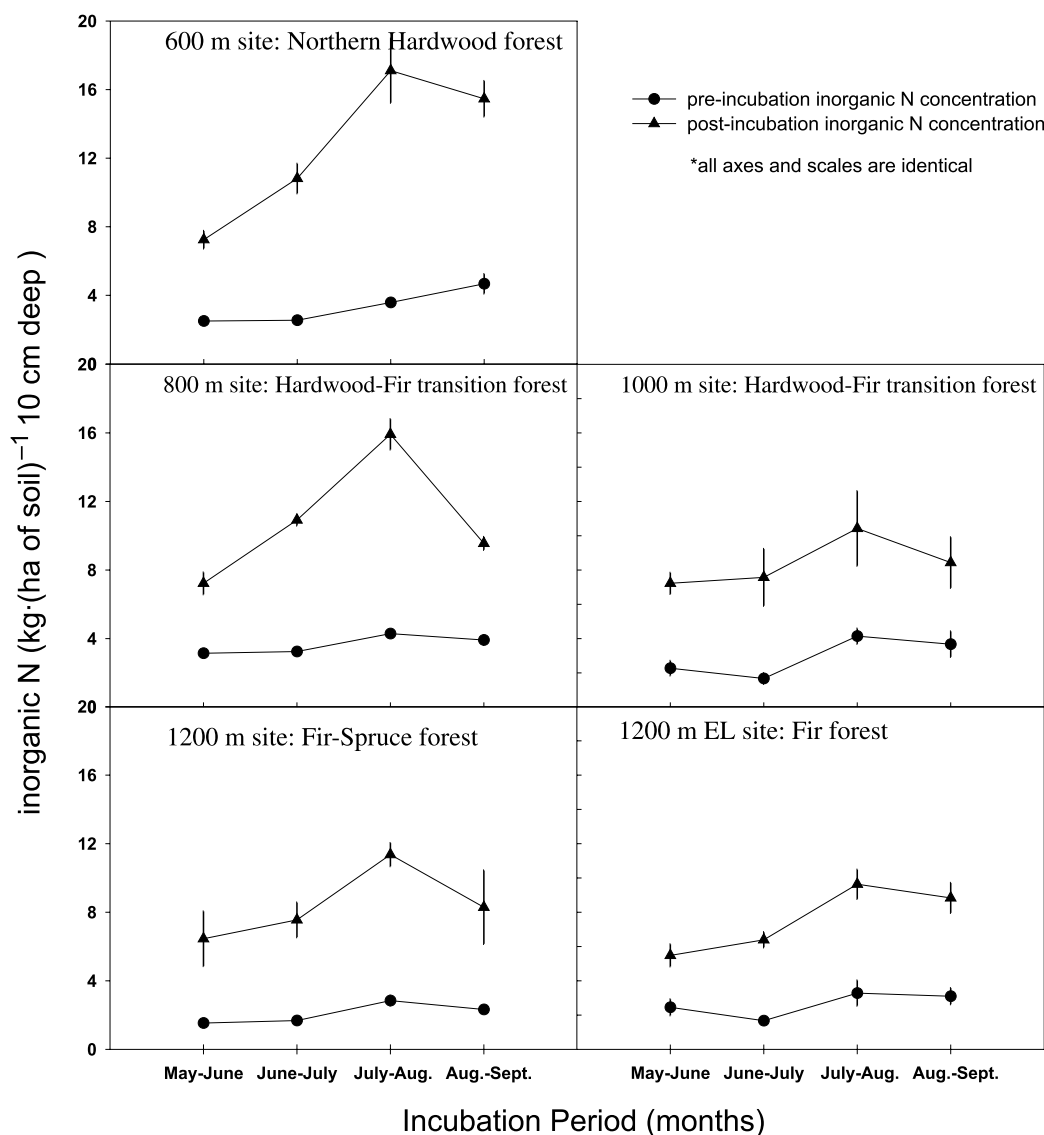 20
600 m site: Northern Hardwood forest
16
12
8
4
pre-incubation inorganic N concentration
post-incubation inorganic N concentration
*all axes and scales are identical
inorganic N (kg·(ha of soil)⁻¹ 10 cm deep )
20
800 m site: Hardwood-Fir transition forest
1000 m site: Hardwood-Fir transition forest
16
12
8
4
20
1200 m site: Fir-Spruce forest
1200 m EL site: Fir forest
16
12
8
4
0
May-June June-July July-Aug. Aug.-Sept. May-June June-July July-Aug. Aug.-Sept.
Incubation Period (months)